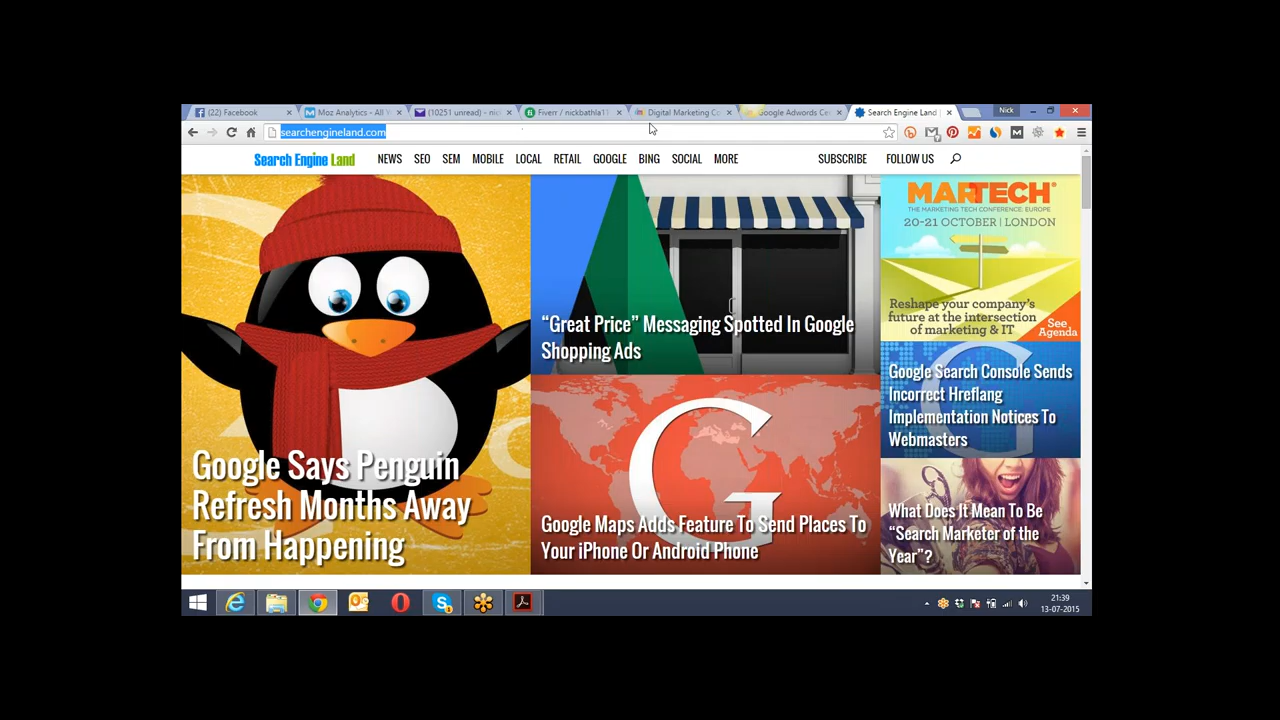 (22) Facebook
Moz Analytics - All
(10251 unread) - nic
Fiverr / nickbathla1
Digital Marketing Co
Google Adwords Ce
Search Engine Land |
Nick
searchengineland.com
Search Engine Land
NEWS SEO SEM MOBILE LOCAL RETAIL GOOGLE BING SOCIAL MORE SUBSCRIBE FOLLOW US
Google Says Penguin
Refresh Months Away
From Happening
“Great Price” Messaging Spotted In Google
Shopping Ads
G
Google Maps Adds Feature To Send Places To
Your iPhone Or Android Phone
MARTECH®
THE MARKETING TECH CONFERENCE: EUROPE
20-21 OCTOBER | LONDON
Reshape your company's
future at the intersection
of marketing & IT
See
Agenda
Google Search Console Sends
Incorrect Hreflang
Implementation Notices To
Webmasters
What Does It Mean To Be
“Search Marketer of the
Year”?
21:39
13-07-2015